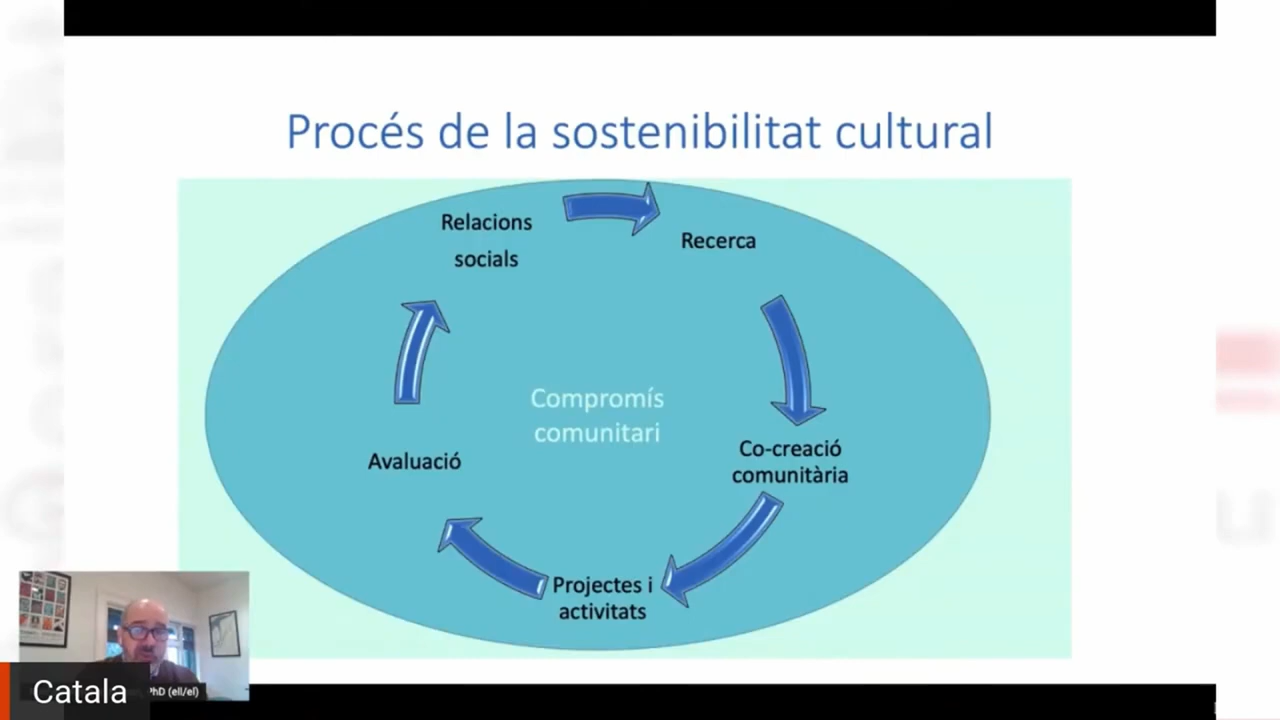 Procés de la sostenibilitat cultural
Relacions
socials
Recerca
Compromís
comunitari
Co-creació
comunitària
Avaluació
Projectes i
activitats
PhD (ell/el)
Catala